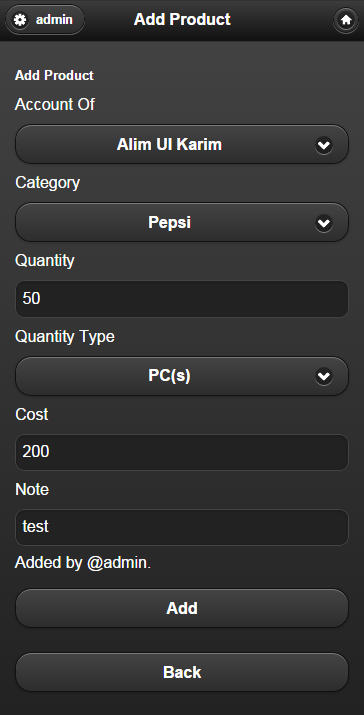 admin
Add Product
Add Product
Account Of
Alim Ul Karim
Category
Pepsi
Quantity
50
Quantity Type
PC(s)
Cost
200
Note
test
Added by @admin.
Add
Back